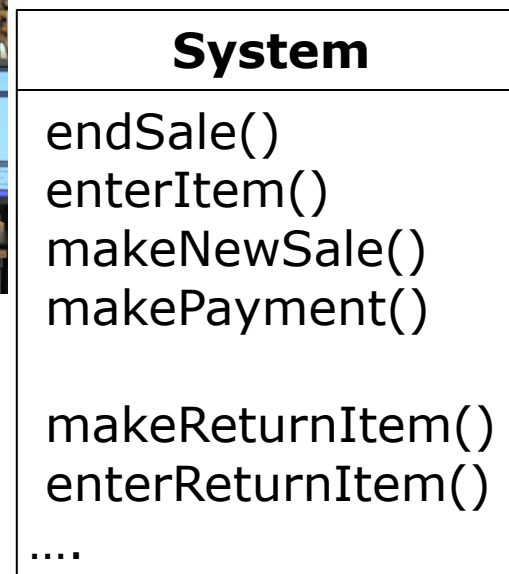 System
endSale()
enterItem()
makeNewSale()
makePayment()
makeReturnItem()
enterReturnItem()
....